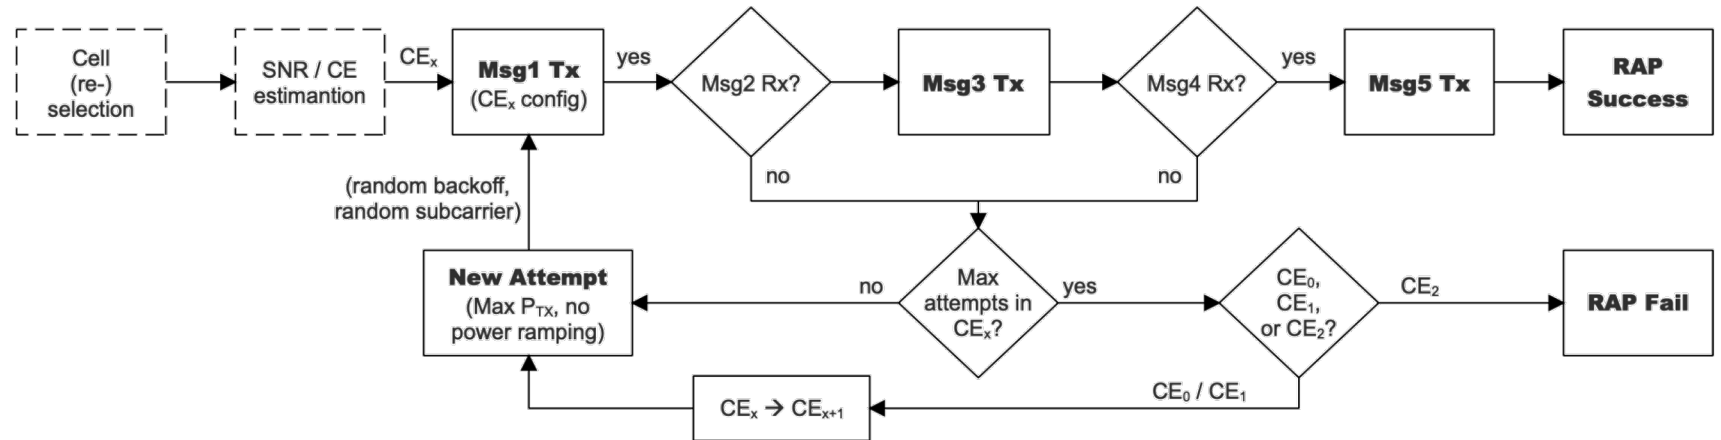 Cell
(re-)
selection
SNR / CE
estimantion
CEₓ
Msg1 Tx
(CEₓ config)
yes
Msg2 Rx?
Msg3 Tx
Msg4 Rx?
yes
Msg5 Tx
RAP
Success
no
no
(random backoff,
random subcarrier)
New Attempt
(Max P_TX, no
power ramping)
no
Max
attempts in
CEₓ?
yes
CE₀,
CE₁,
or CE₂?
CE₂
RAP Fail
CEₓ → CEₓ₊₁
CE₀ / CE₁